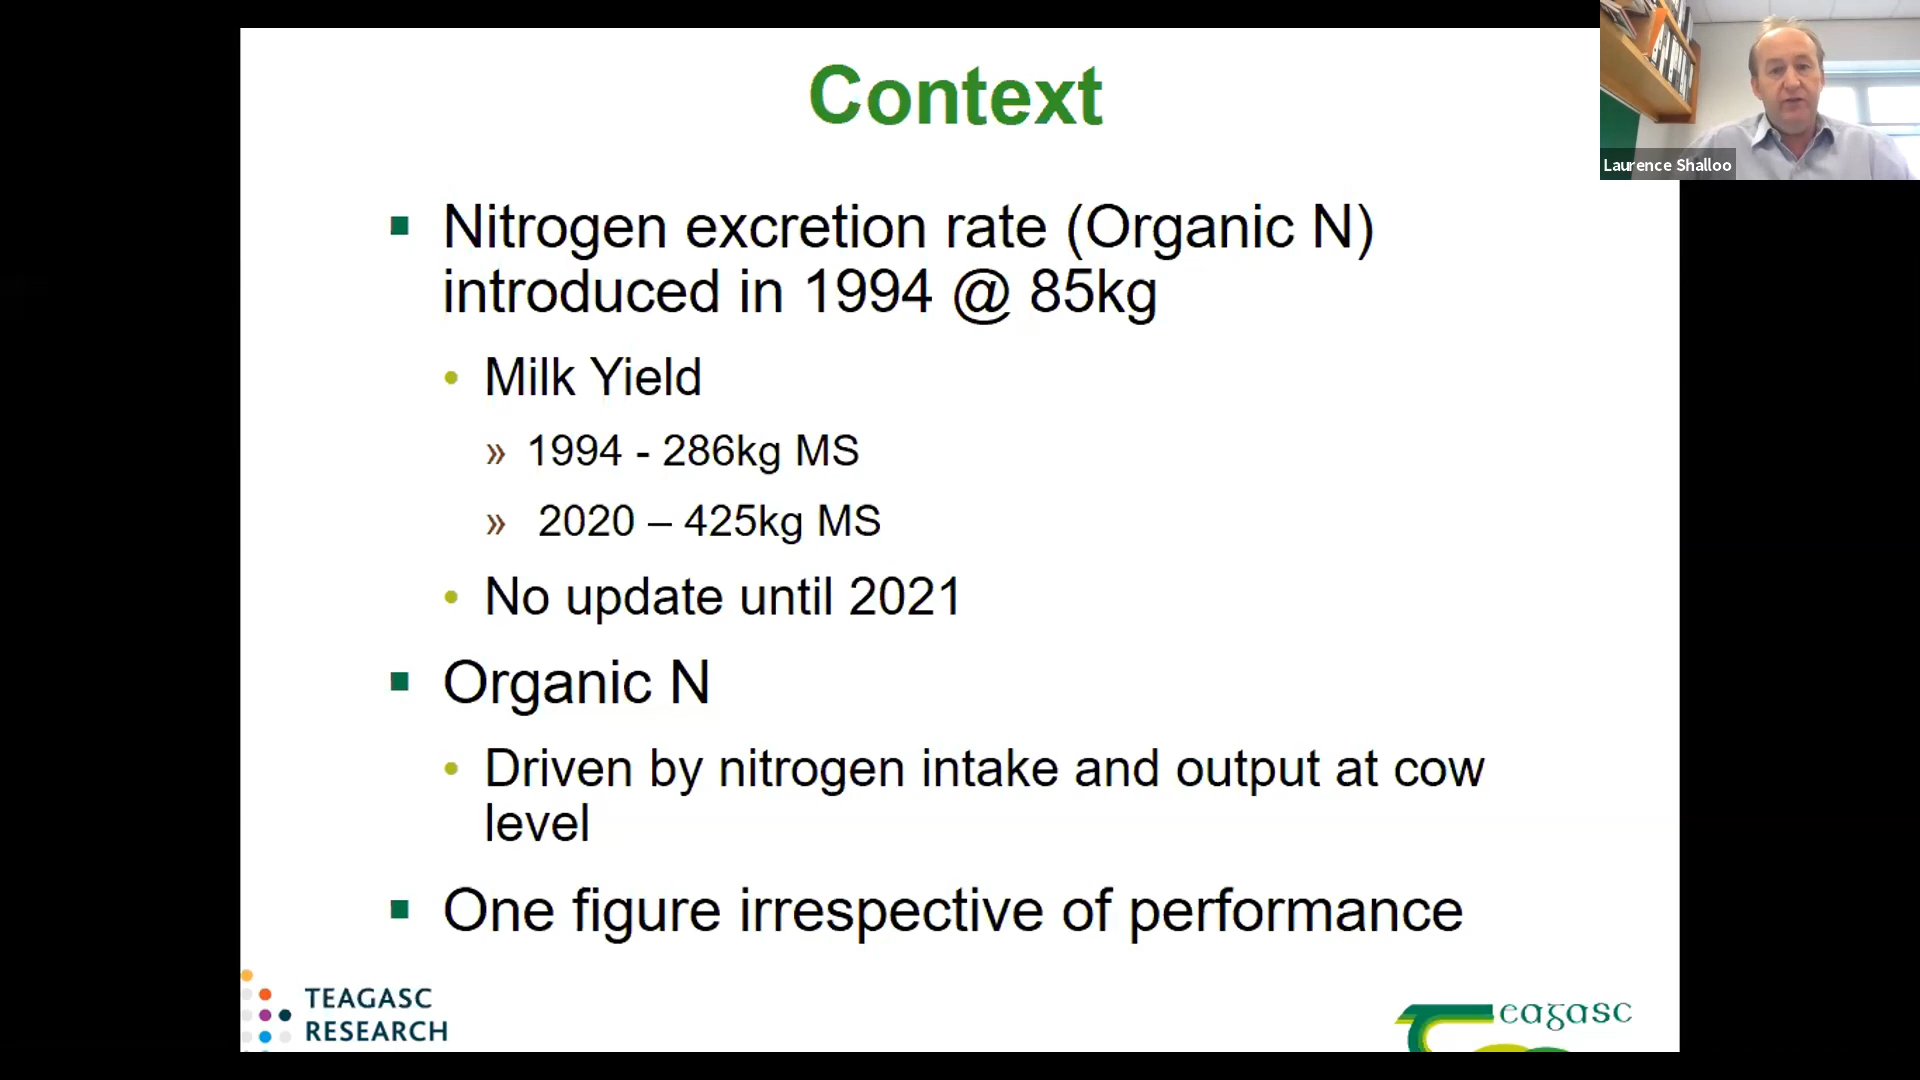 Context
Laurence Shalloo
▪ Nitrogen excretion rate (Organic N)
introduced in 1994 @ 85kg
• Milk Yield
» 1994 - 286kg MS
» 2020 – 425kg MS
• No update until 2021
▪ Organic N
• Driven by nitrogen intake and output at cow
level
▪ One figure irrespective of performance
TEAGASC
RESEARCH
eagasc